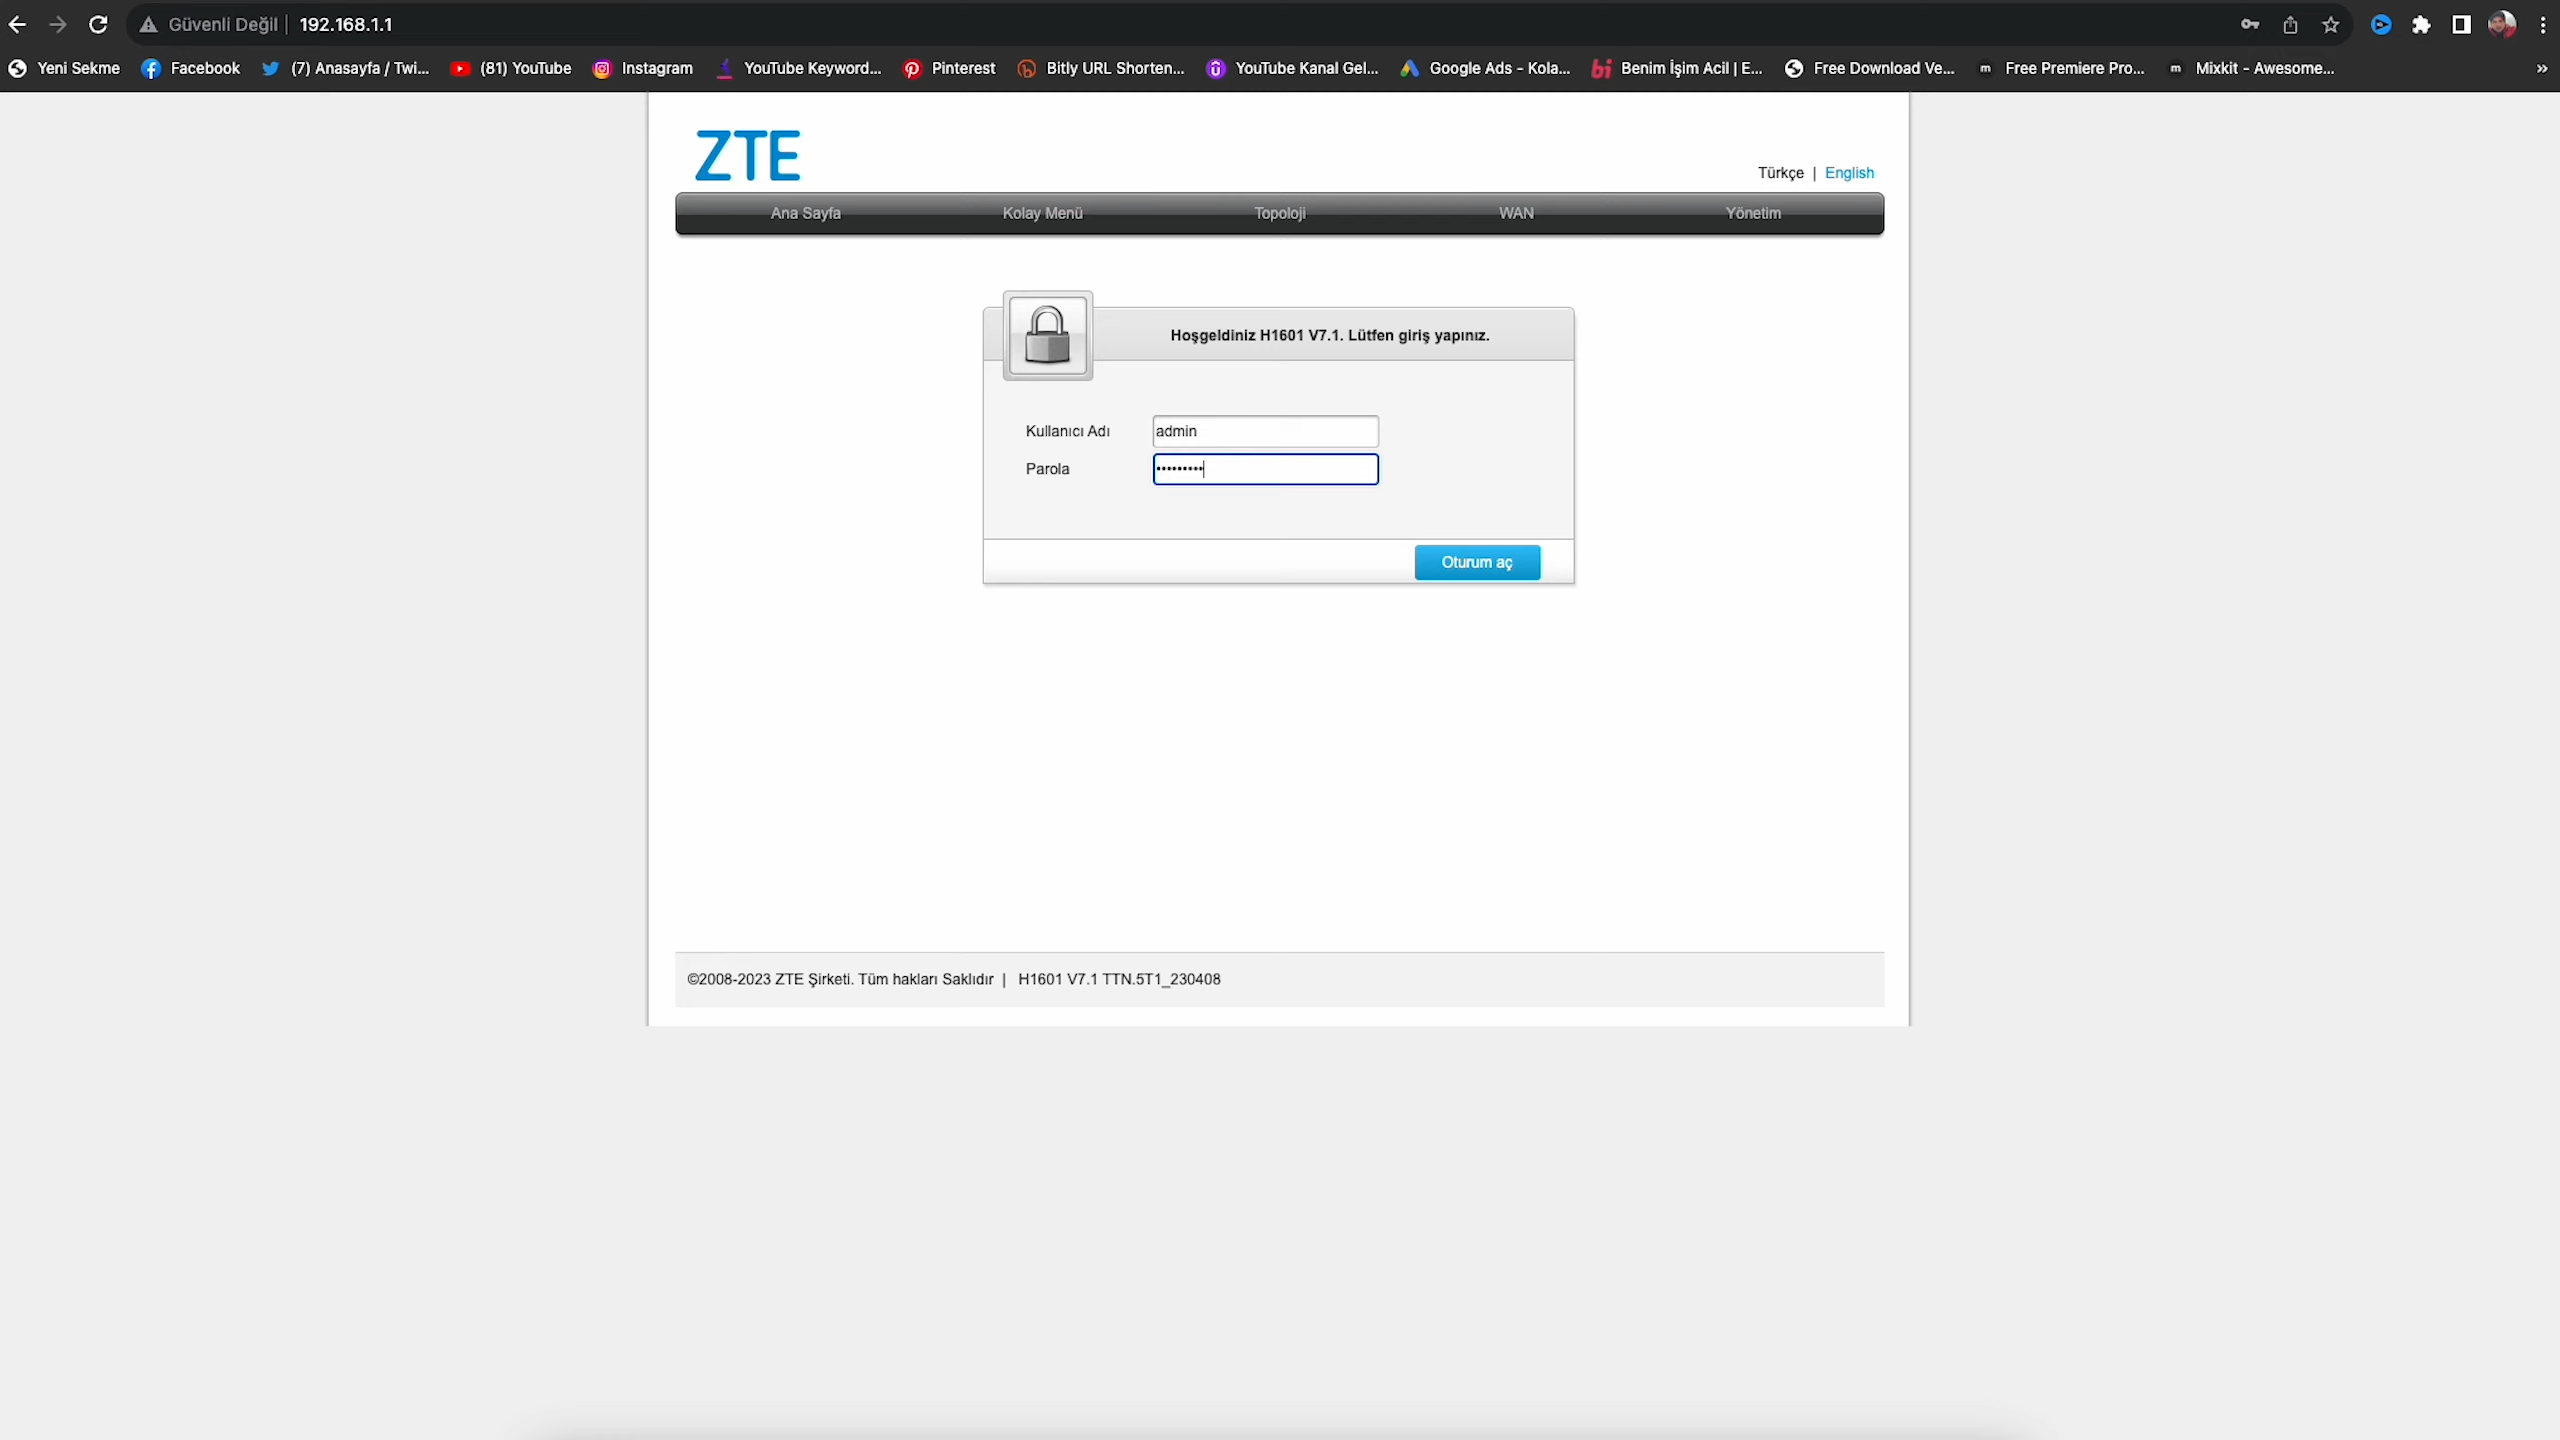 Güvenli Değil | 192.168.1.1
Yeni Sekme Facebook (7) Anasayfa / Twi... (81) YouTube Instagram YouTube Keyword... Pinterest Bitly URL Shorten... YouTube Kanal Gel... Google Ads - Kola... Benim İşim Acil | E... Free Download Ve... Free Premiere Pro... Mixkit - Awesome... »
ZTE
Türkçe | English
Ana Sayfa Kolay Menü Topoloji WAN Yönetim
Hoşgeldiniz H1601 V7.1. Lütfen giriş yapınız.
Kullanıcı Adı admin
Parola •••••••••
Oturum aç
©2008-2023 ZTE Şirketi. Tüm hakları Saklıdır | H1601 V7.1 TTN.5T1_230408